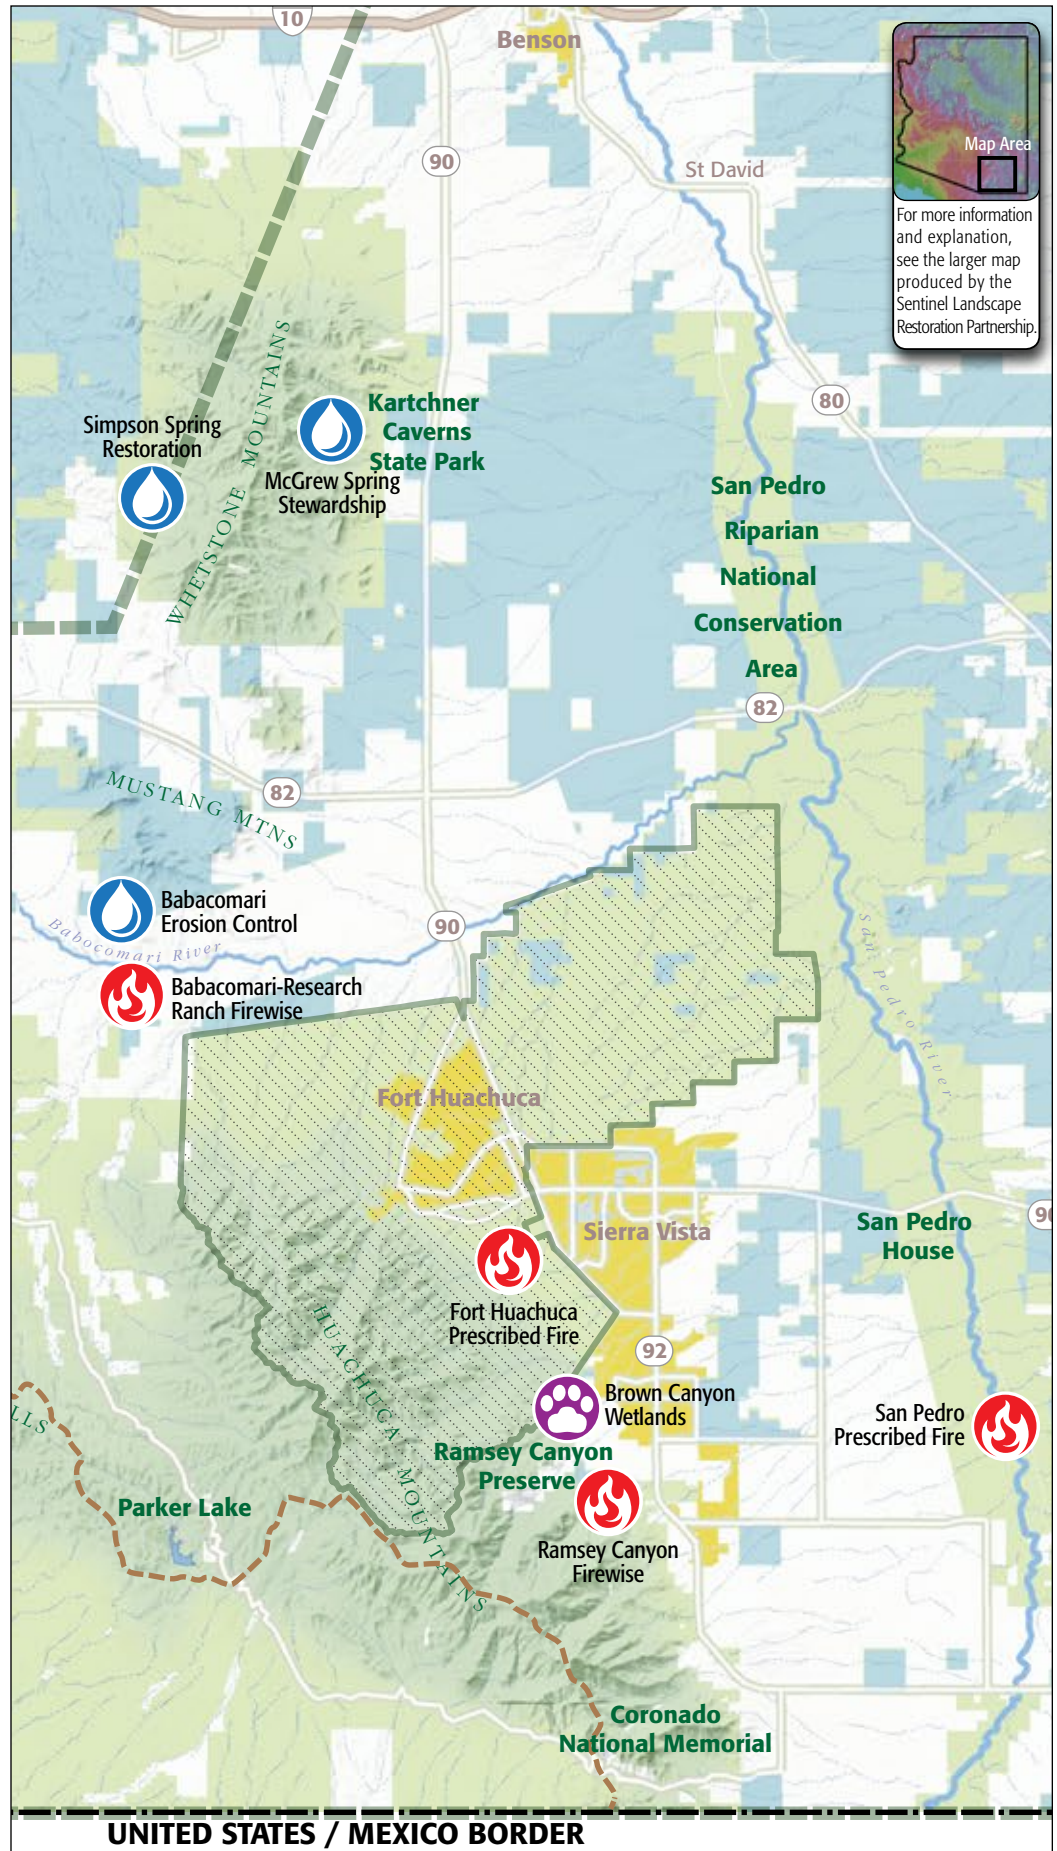 10
Benson
90
St David
Map Area
For more information
and explanation,
see the larger map
produced by the
Sentinel Landscape
Restoration Partnership.
80
WHETSTONE MOUNTAINS
Kartchner
Caverns
State Park
Simpson Spring
Restoration
McGrew Spring
Stewardship
San Pedro
Riparian
National
Conservation
Area
82
82
MUSTANG MTNS
Babacomari
Erosion Control
90
Babocomari River
San Pedro River
Babacomari-Research
Ranch Firewise
Fort Huachuca
Sierra Vista
San Pedro
House
90
Fort Huachuca
Prescribed Fire
HUACHUCA MOUNTAINS
92
Brown Canyon
Wetlands
LLS
San Pedro
Prescribed Fire
Ramsey Canyon
Preserve
Parker Lake
Ramsey Canyon
Firewise
Coronado
National Memorial
UNITED STATES / MEXICO BORDER